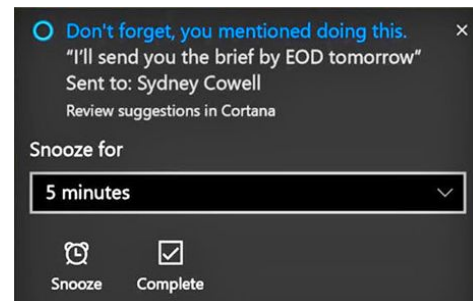 Don't forget, you mentioned doing this.
“I’ll send you the brief by EOD tomorrow”
Sent to: Sydney Cowell
Review suggestions in Cortana
Snooze for
5 minutes
Snooze Complete